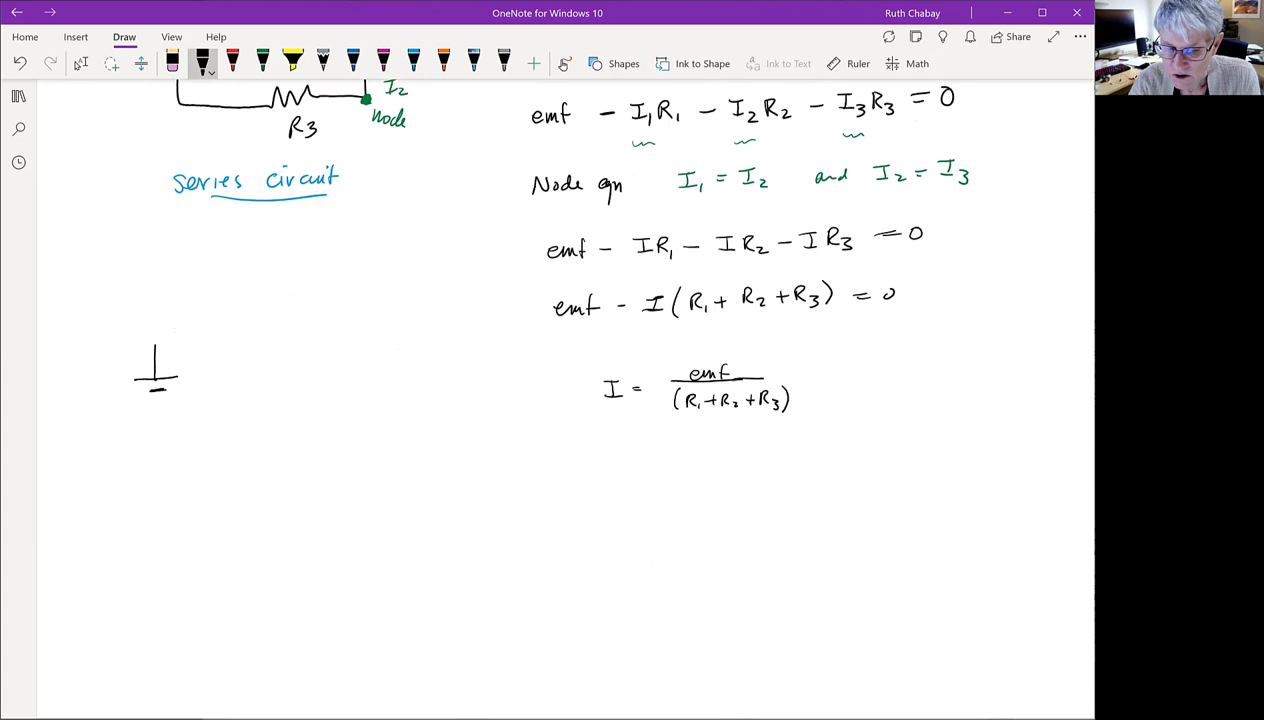 OneNote for Windows 10
Ruth Chabay
Home Insert Draw View Help
Share
Shapes Ink to Shape Ink to Text Ruler Math
I₂
node
R3
series circuit
emf - I₁R₁ - I₂R₂ - I₃R₃ = 0
Node eqn I₁ = I₂ and I₂ = I₃
emf - IR₁ - IR₂ - IR₃ = 0
emf - I(R₁ + R₂ + R₃) = 0
I = emf
(R₁+R₂+R₃)